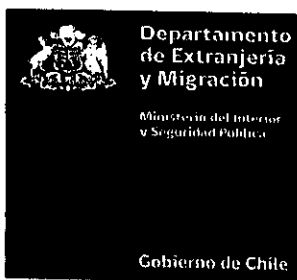 Departamento
de Extranjería
y Migración
Ministerio del Interior
y Seguridad Pública
Gobierno de Chile